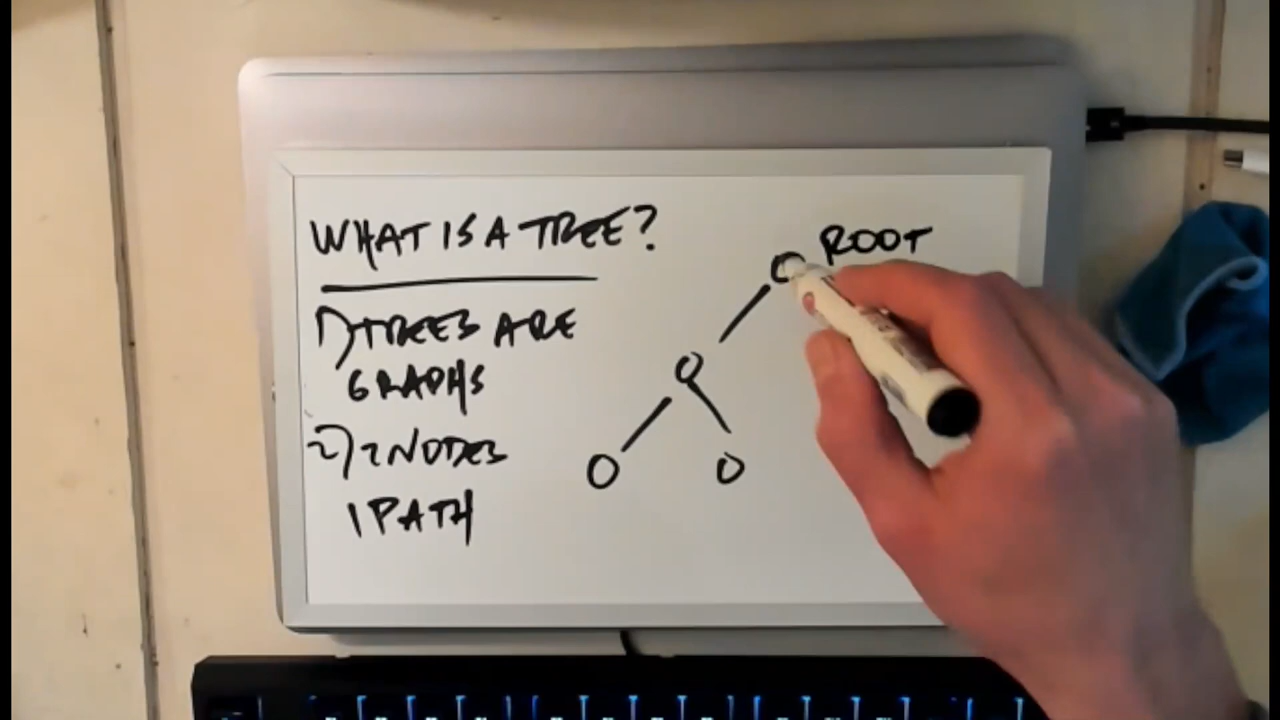 WHAT IS A TREE?
1) TREES ARE
GRAPHS
2) 2 NODES
1 PATH
ROOT